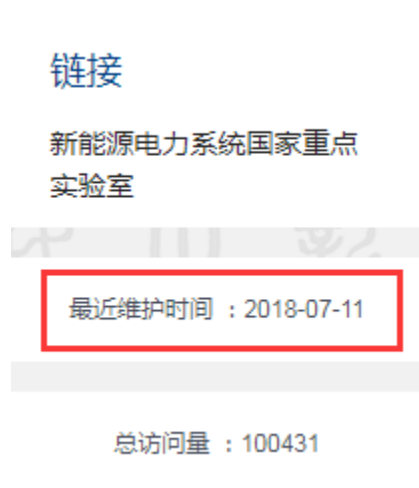 链接
新能源电力系统国家重点
实验室
最近维护时间 ：2018-07-11
总访问量 ：100431